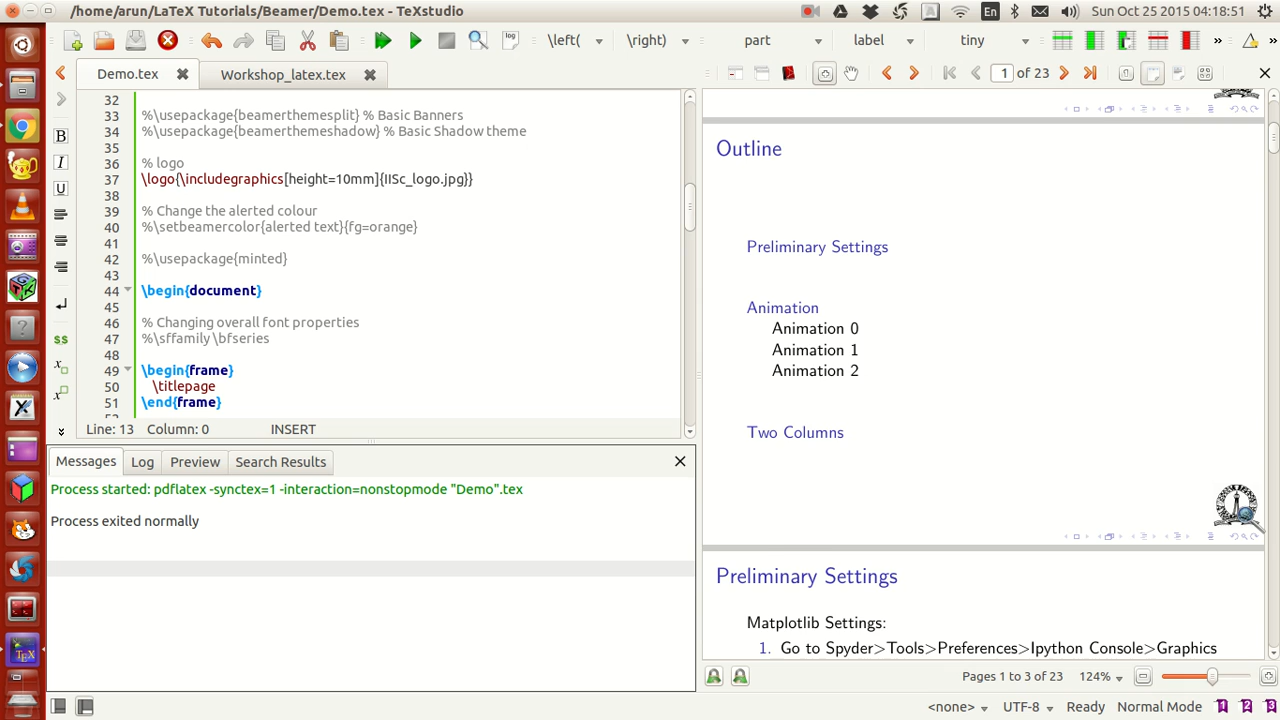 /home/arun/LaTeX Tutorials/Beamer/Demo.tex - TeXstudio
En
Sun Oct 25 2015 04:18:51
log
\left(
\right)
part
label
tiny
»
»
Demo.tex
Workshop_latex.tex
1 of 23
32
33 %\usepackage{beamerthemesplit} % Basic Banners
34 %\usepackage{beamerthemeshadow} % Basic Shadow theme
35
36 % logo
37 \logo{\includegraphics[height=10mm]{IISc_logo.jpg}}
38
39 % Change the alerted colour
40 %\setbeamercolor{alerted text}{fg=orange}
41
42 %\usepackage{minted}
43
44 \begin{document}
45
46 % Changing overall font properties
47 %\sffamily \bfseries
48
49 \begin{frame}
50 \titlepage
51 \end{frame}
B
I
U
$$
Line: 13 Column: 0 INSERT
Messages
Log
Preview
Search Results
Process started: pdflatex -synctex=1 -interaction=nonstopmode "Demo".tex
Process exited normally
Outline
Preliminary Settings
Animation
Animation 0
Animation 1
Animation 2
Two Columns
Preliminary Settings
Matplotlib Settings:
1. Go to Spyder>Tools>Preferences>Ipython Console>Graphics
Pages 1 to 3 of 23 124%
<none> UTF-8 Ready Normal Mode 1 2 3
TEX